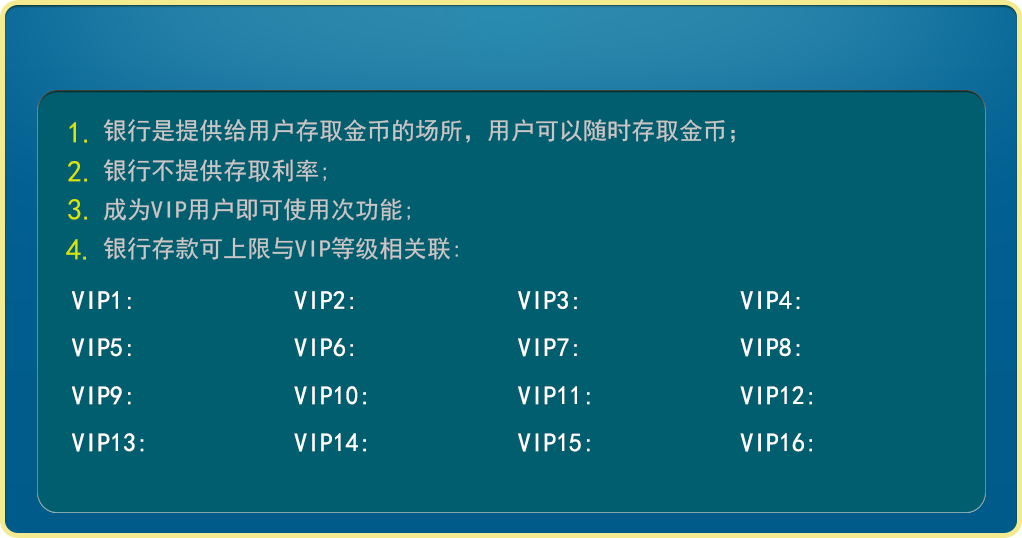 1. 银行是提供给用户存取金币的场所，用户可以随时存取金币；
2. 银行不提供存取利率;
3. 成为VIP用户即可使用次功能;
4. 银行存款可上限与VIP等级相关联:
VIP1: VIP2: VIP3: VIP4:
VIP5: VIP6: VIP7: VIP8:
VIP9: VIP10: VIP11: VIP12:
VIP13: VIP14: VIP15: VIP16: